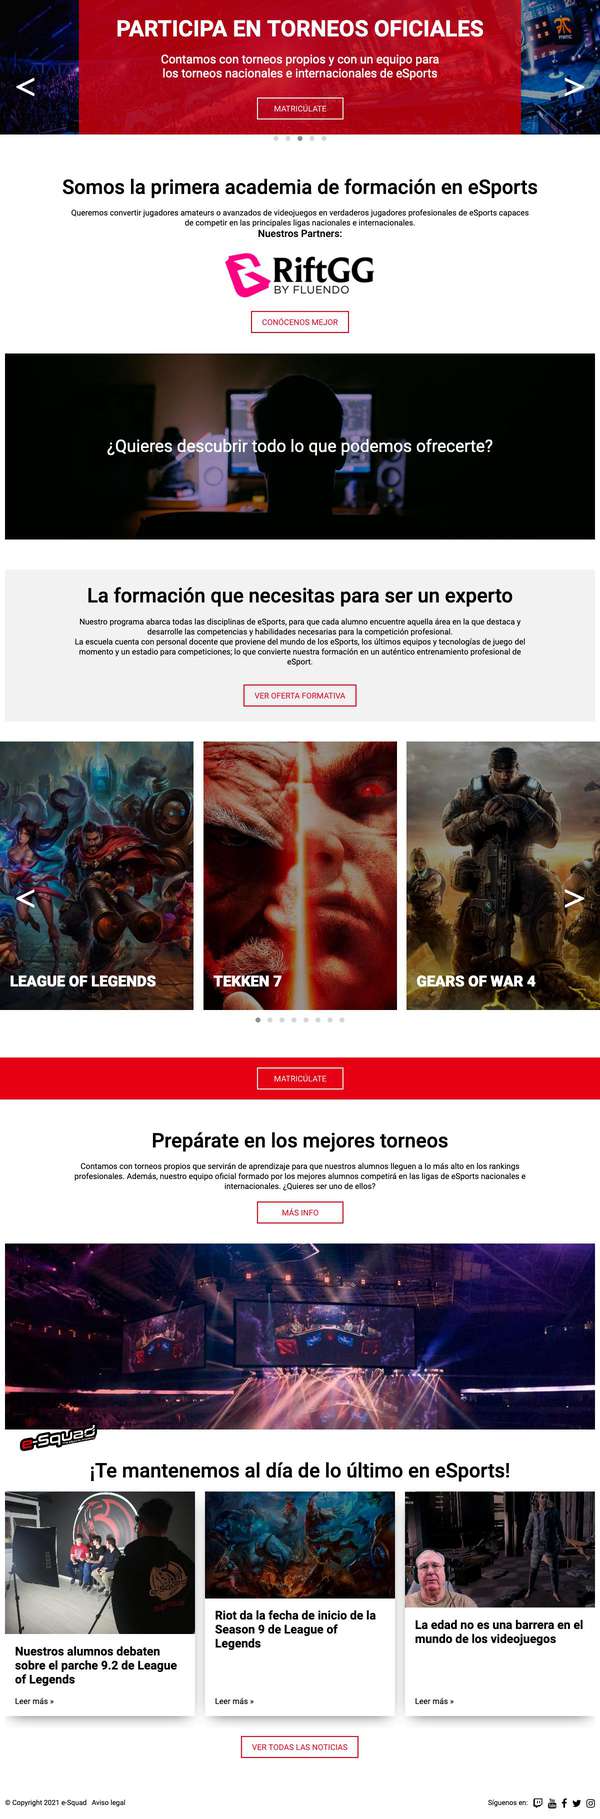 PARTICIPA EN TORNEOS OFICIALES
Contamos con torneos propios y con un equipo para
los torneos nacionales e internacionales de eSports
MATRICÚLATE
Somos la primera academia de formación en eSports
Queremos convertir jugadores amateurs o avanzados de videojuegos en verdaderos jugadores profesionales de eSports capaces
de competir en las principales ligas nacionales e internacionales.
Nuestros Partners:
RiftGG
BY FLUENDO
CONÓCENOS MEJOR
¿Quieres descubrir todo lo que podemos ofrecerte?
La formación que necesitas para ser un experto
Nuestro programa abarca todas las disciplinas de eSports, para que cada alumno encuentre aquella área en la que destaca y
desarrolle las competencias y habilidades necesarias para la competición profesional.
La escuela cuenta con personal docente que proviene del mundo de los eSports, los últimos equipos y tecnologías de juego del
momento y un estadio para competiciones; lo que convierte nuestra formación en un auténtico entrenamiento profesional de
eSport.
VER OFERTA FORMATIVA
LEAGUE OF LEGENDS
TEKKEN 7
GEARS OF WAR 4
MATRICÚLATE
Prepárate en los mejores torneos
Contamos con torneos propios que servirán de aprendizaje para que nuestros alumnos lleguen a lo más alto en los rankings
profesionales. Además, nuestro equipo oficial formado por los mejores alumnos competirá en las ligas de eSports nacionales e
internacionales. ¿Quieres ser uno de ellos?
MÁS INFO
e-Squad
¡Te mantenemos al día de lo último en eSports!
Nuestros alumnos debaten
sobre el parche 9.2 de League
of Legends
Leer más »
Riot da la fecha de inicio de la
Season 9 de League of
Legends
Leer más »
La edad no es una barrera en el
mundo de los videojuegos
Leer más »
VER TODAS LAS NOTICIAS
© Copyright 2021 e-Squad Aviso legal
Síguenos en: